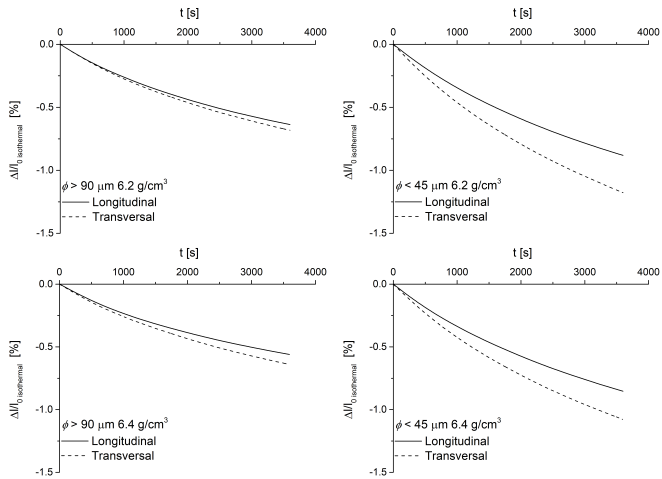 t [s]
0 1000 2000 3000 4000
0.0
-0.5
-1.0
-1.5
Δl/l0 isothermal [%]
ϕ > 90 μm 6.2 g/cm³
Longitudinal
Transversal
t [s]
0 1000 2000 3000 4000
0.0
-0.5
-1.0
-1.5
Δl/l0 isothermal [%]
ϕ < 45 μm 6.2 g/cm³
Longitudinal
Transversal
t [s]
0 1000 2000 3000 4000
0.0
-0.5
-1.0
-1.5
Δl/l0 isothermal [%]
ϕ > 90 μm 6.4 g/cm³
Longitudinal
Transversal
t [s]
0 1000 2000 3000 4000
0.0
-0.5
-1.0
-1.5
Δl/l0 isothermal [%]
ϕ < 45 μm 6.4 g/cm³
Longitudinal
Transversal